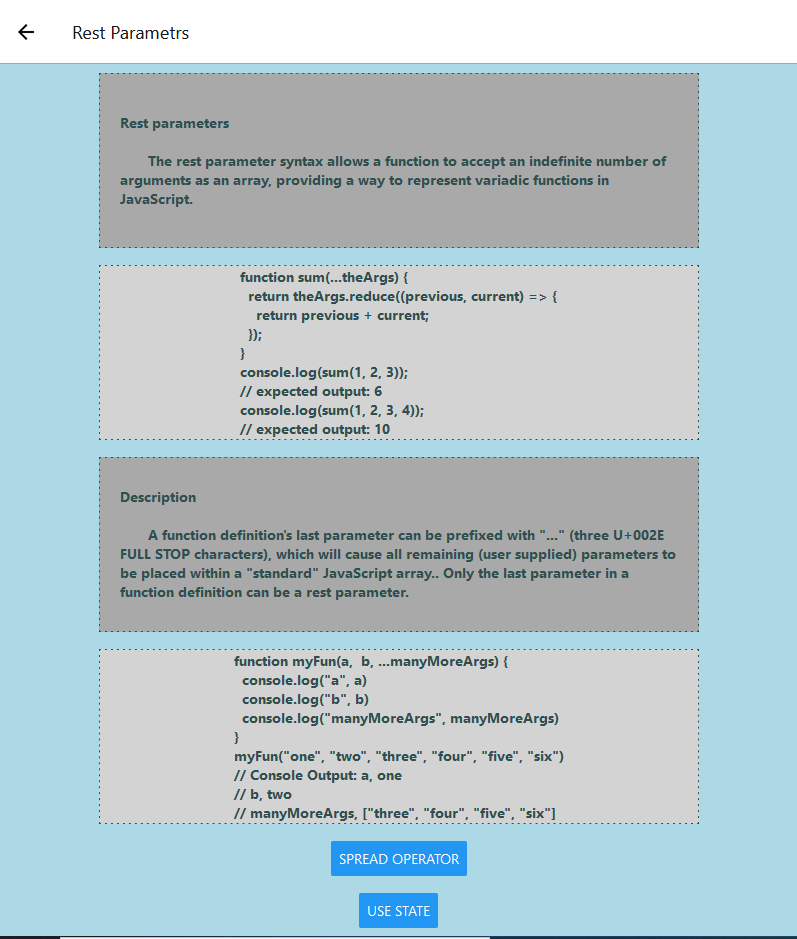 Rest Parametrs
Rest parameters
The rest parameter syntax allows a function to accept an indefinite number of
arguments as an array, providing a way to represent variadic functions in
JavaScript.
function sum(...theArgs) {
return theArgs.reduce((previous, current) => {
return previous + current;
});
}
console.log(sum(1, 2, 3));
// expected output: 6
console.log(sum(1, 2, 3, 4));
// expected output: 10
Description
A function definition's last parameter can be prefixed with "..." (three U+002E
FULL STOP characters), which will cause all remaining (user supplied) parameters to
be placed within a "standard" JavaScript array.. Only the last parameter in a
function definition can be a rest parameter.
function myFun(a,  b, ...manyMoreArgs) {
console.log("a", a)
console.log("b", b)
console.log("manyMoreArgs", manyMoreArgs)
}
myFun("one", "two", "three", "four", "five", "six")
// Console Output: a, one
// b, two
// manyMoreArgs, ["three", "four", "five", "six"]
SPREAD OPERATOR
USE STATE